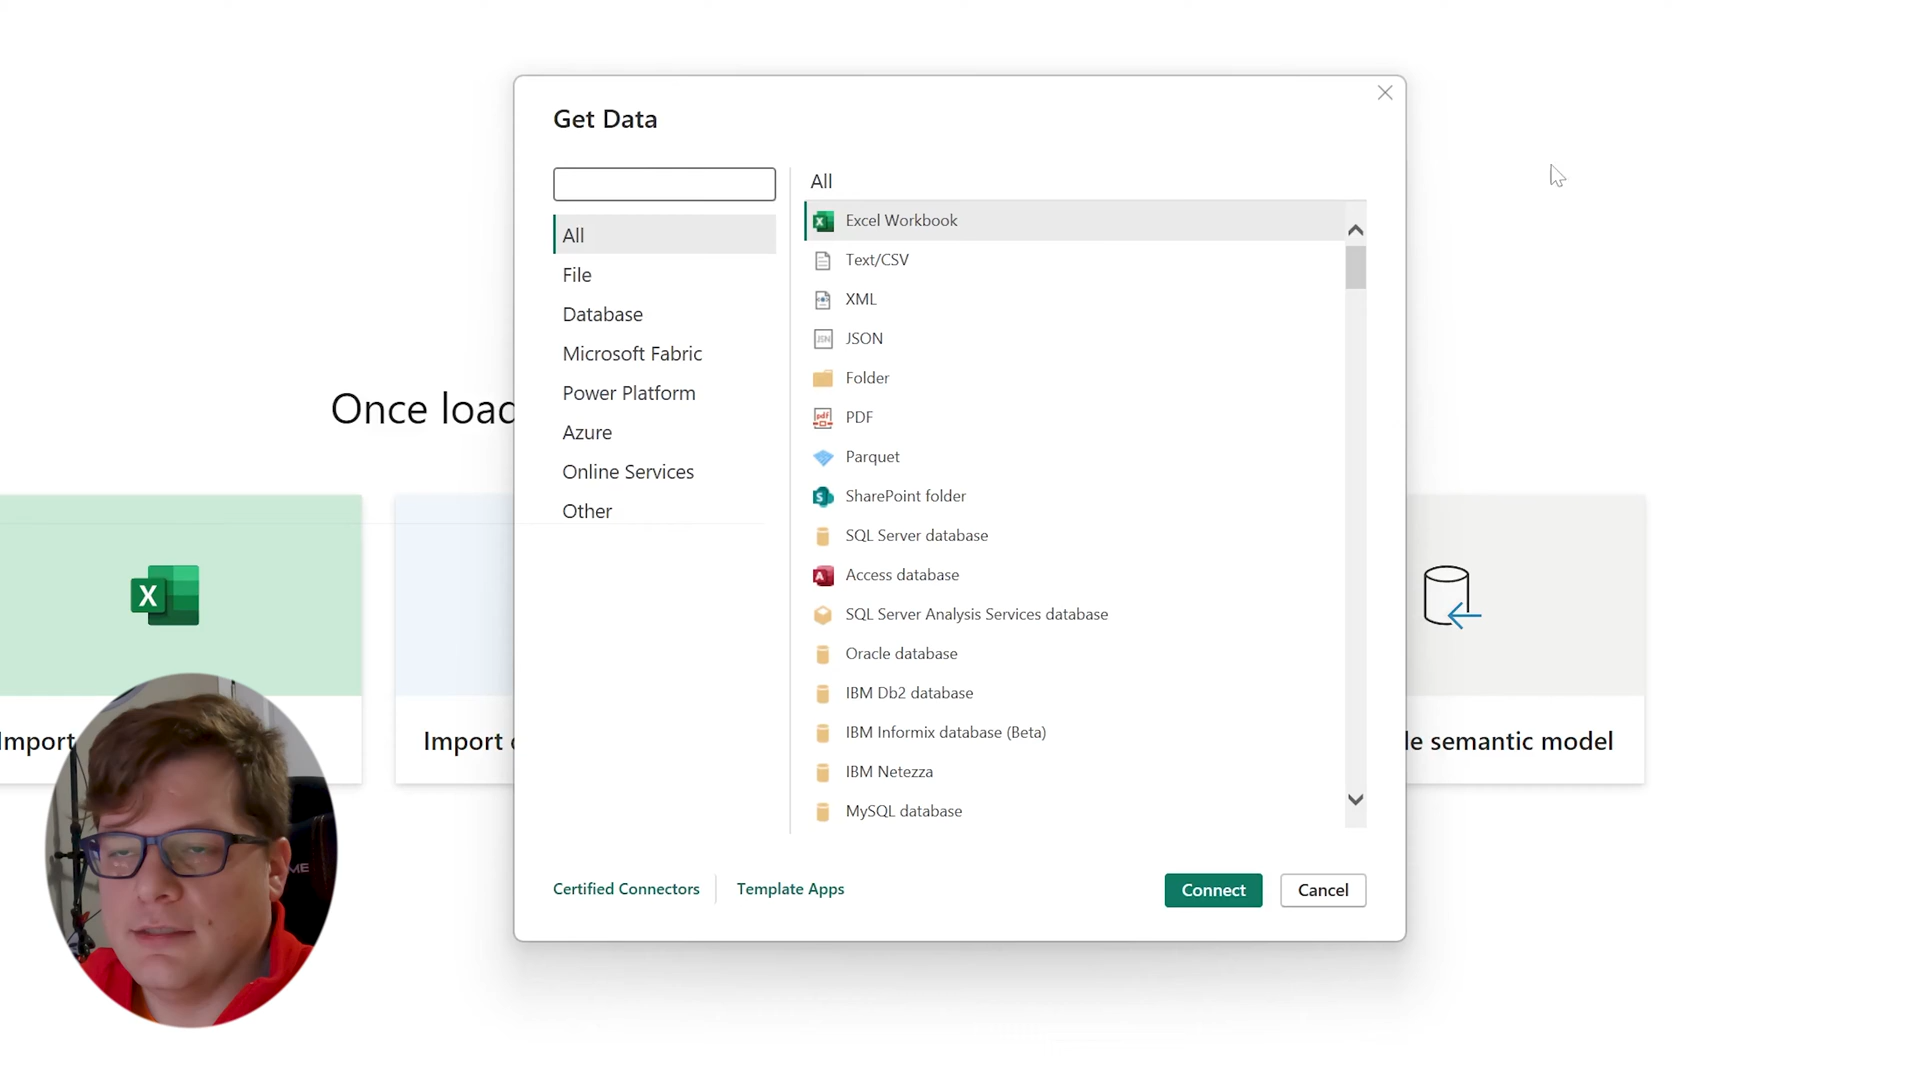 Get Data
All
File
Database
Microsoft Fabric
Power Platform
Azure
Online Services
Other
All
Excel Workbook
Text/CSV
XML
JSON
Folder
PDF
Parquet
SharePoint folder
SQL Server database
Access database
SQL Server Analysis Services database
Oracle database
IBM Db2 database
IBM Informix database (Beta)
IBM Netezza
MySQL database
Certified Connectors
Template Apps
Connect
Cancel
Once load
X
Import
Import
le semantic model